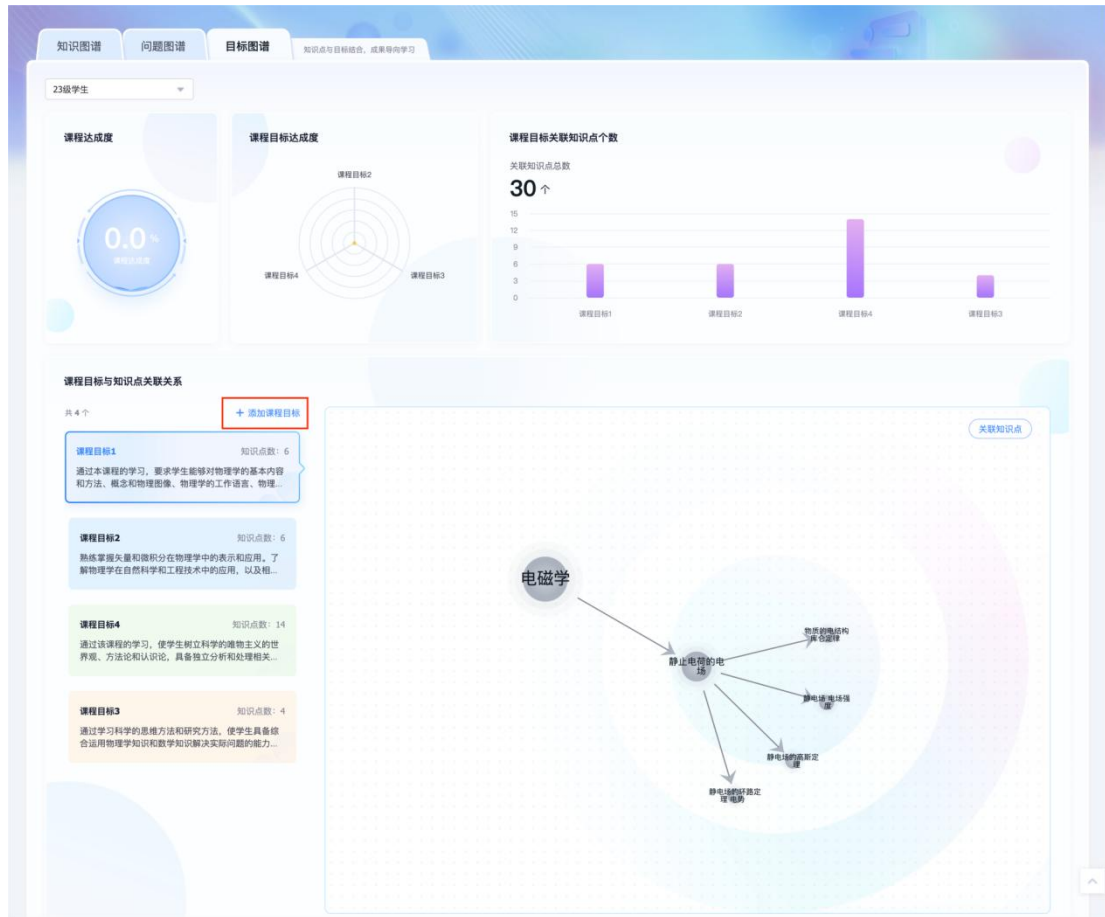 知识图谱
问题图谱
目标图谱
知识点与目标结合，成果导向学习
23级学生
课程达成度
0.0 %
课程达成度
课程目标达成度
课程目标2
课程目标4
课程目标3
课程目标关联知识点个数
关联知识点总数
30 个
15
12
9
6
3
0
课程目标1
课程目标2
课程目标4
课程目标3
课程目标与知识点关联关系
共 4 个
+ 添加课程目标
课程目标1
知识点数：6
通过本课程的学习，要求学生能够对物理学的基本内容
和方法、概念和物理图像、物理学的工作语言、物理...
课程目标2
知识点数：6
熟练掌握矢量和微积分在物理学中的表示和应用。了
解物理学在自然科学和工程技术中的应用，以及相...
课程目标4
知识点数：14
通过该课程的学习，使学生树立科学的唯物主义的世
界观、方法论和认识论，具备独立分析和处理相关...
课程目标3
知识点数：4
通过学习科学的思维方法和研究方法，使学生具备综
合运用物理学知识和数学知识解决实际问题的能力...
关联知识点
电磁学
静止电荷的电
场
物质的电结构
库仑定律
静电场 电场强
度
静电场的高斯定
理
静电场的环路定
理 电势